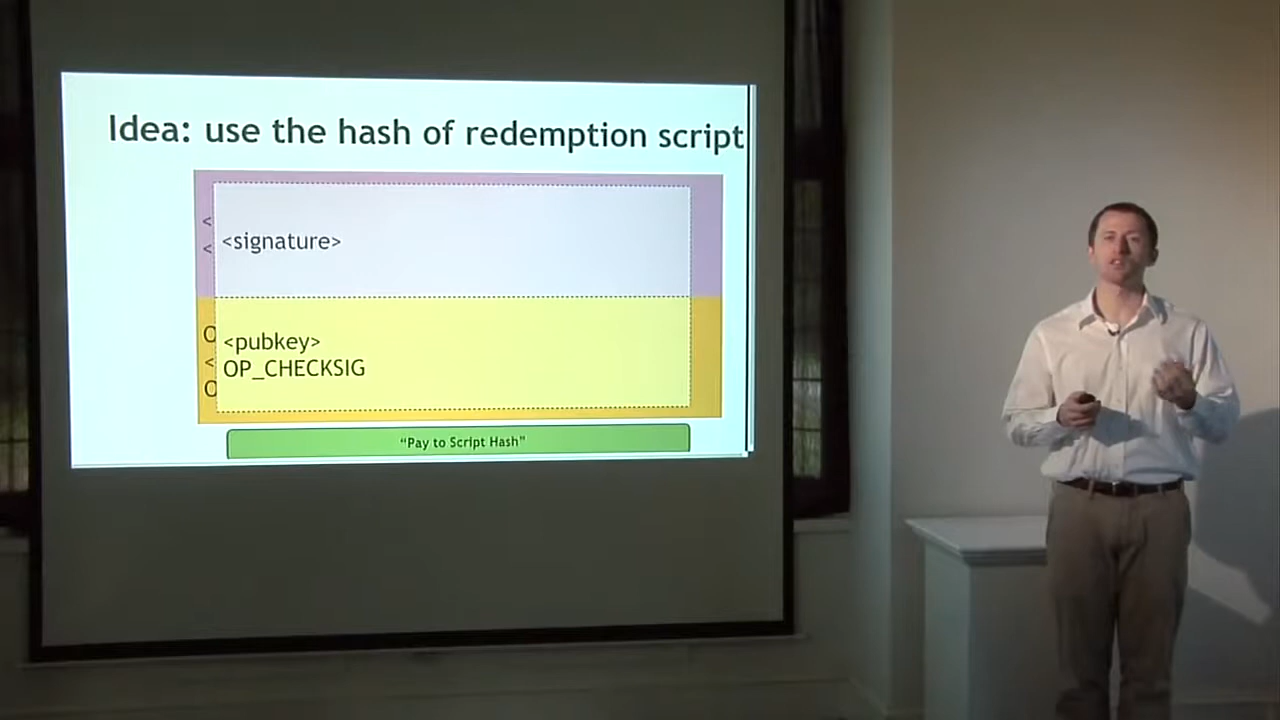 Idea: use the hash of redemption script
<
<
<signature>
O
<
O
<pubkey>
OP_CHECKSIG
“Pay to Script Hash”